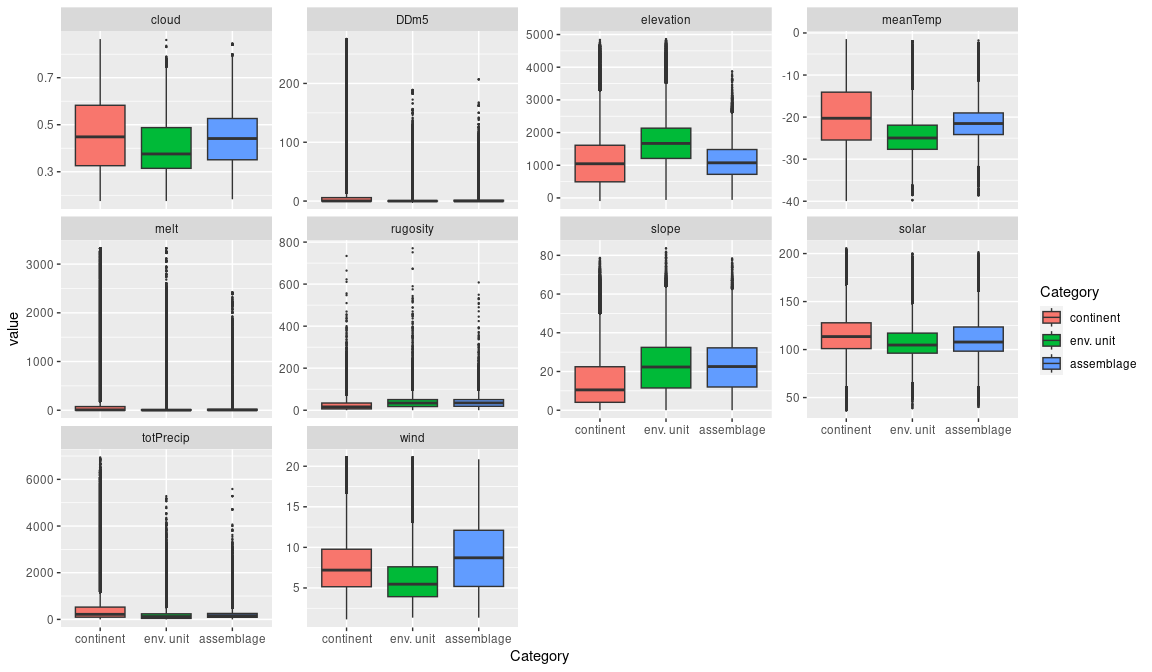 cloud
DDm5
elevation
meanTemp
0.7
0.5
0.3
200
100
0
5000
4000
3000
2000
1000
0
0
-10
-20
-30
-40
melt
rugosity
slope
solar
3000
2000
1000
0
800
600
400
200
0
80
60
40
20
0
200
150
100
50
continent env. unit assemblage
continent env. unit assemblage
totPrecip
wind
6000
4000
2000
0
20
15
10
5
continent env. unit assemblage
continent env. unit assemblage
value
Category
Category
continent
env. unit
assemblage